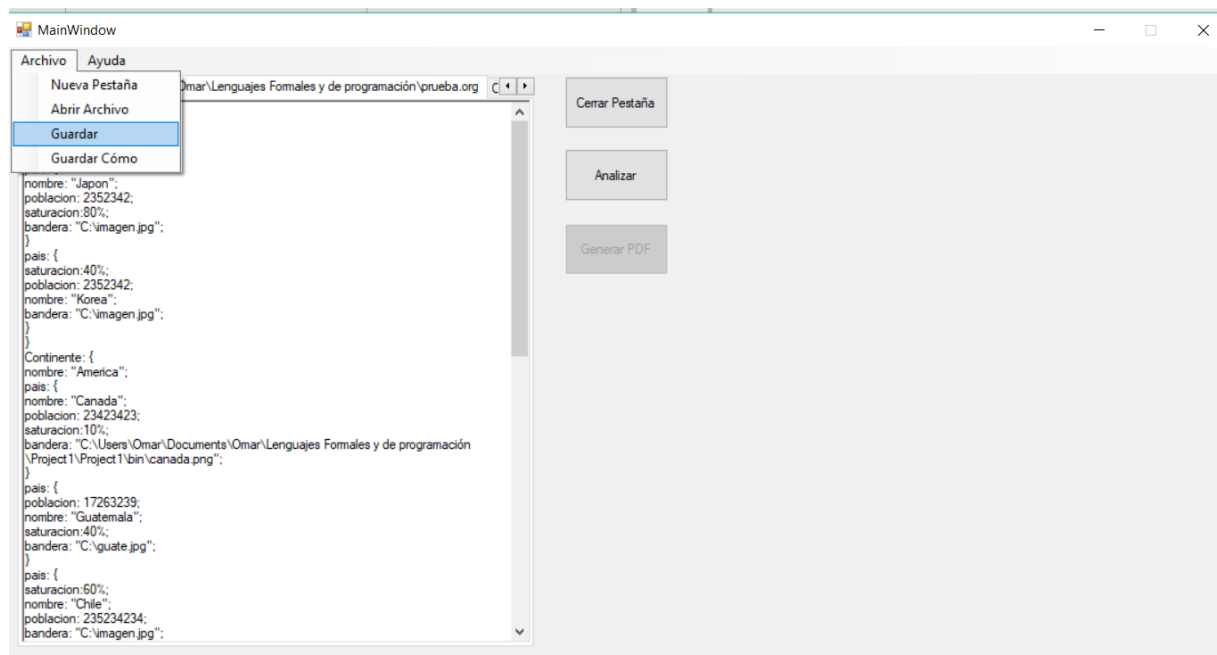 MainWindow
Archivo Ayuda
Nueva Pestaña
Abrir Archivo
Guardar
Guardar Cómo
Omar\Lenguajes Formales y de programación\prueba.org
Cerrar Pestaña
Analizar
Generar PDF
nombre: "Japon";
poblacion: 2352342;
saturacion:80%;
bandera: "C:\imagen.jpg";
}
pais: {
saturacion:40%;
poblacion: 2352342;
nombre: "Korea";
bandera: "C:\imagen.jpg";
}
}
Continente: {
nombre: "America";
pais: {
nombre: "Canada";
poblacion: 23423423;
saturacion:10%;
bandera: "C:\Users\Omar\Documents\Omar\Lenguajes Formales y de programación
\Project1\Project1\bin\canada.png";
}
pais: {
poblacion: 17263239;
nombre: "Guatemala";
saturacion:40%;
bandera: "C:\guate.jpg";
}
pais: {
saturacion:60%;
nombre: "Chile";
poblacion: 235234234;
bandera: "C:\imagen.jpg";